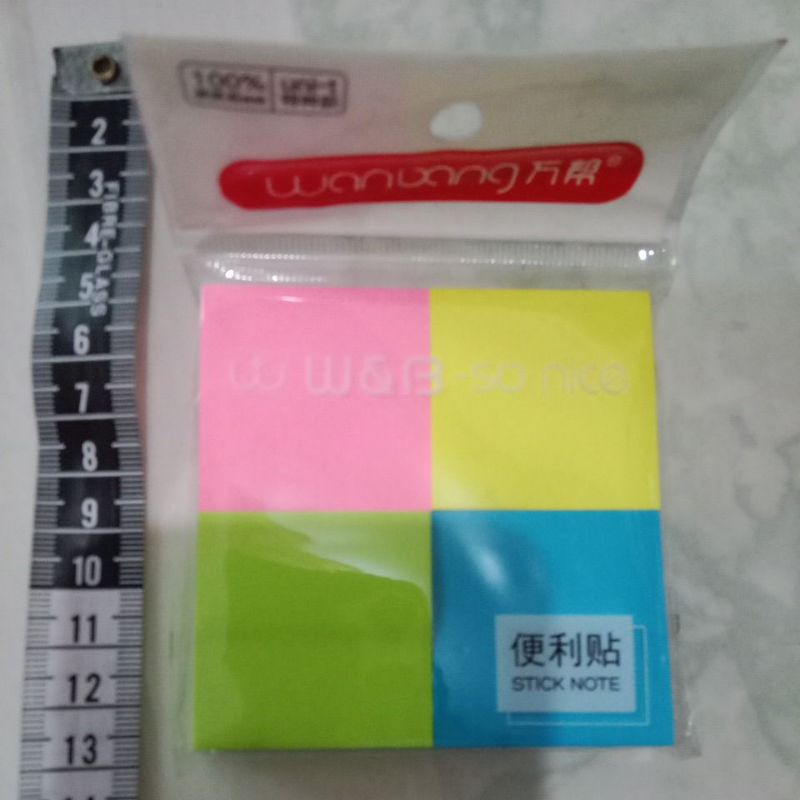 100%
wanbang万帮®
W&B-so nice
便利贴
STICK NOTE
2
3
4
5
6
7
8
9
10
11
12
13
FIBRE-GLASS